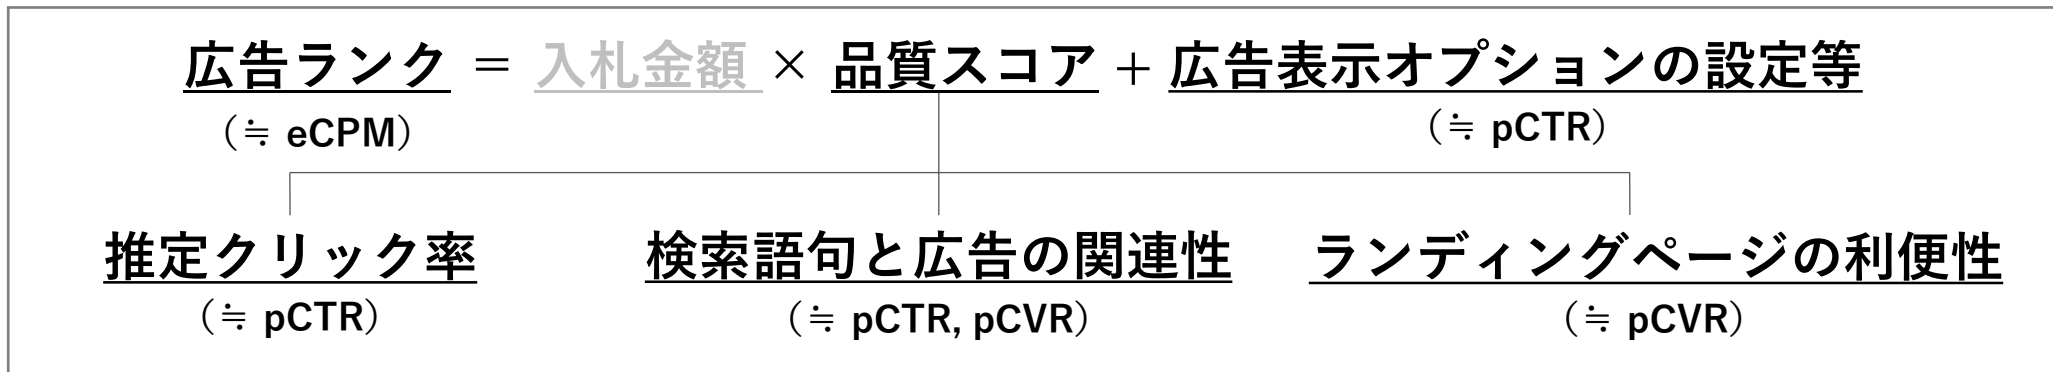 広告ランク = 入札金額 × 品質スコア + 広告表示オプションの設定等
(≒ eCPM) (≒ pCTR)
推定クリック率 検索語句と広告の関連性 ランディングページの利便性
(≒ pCTR) (≒ pCTR, pCVR) (≒ pCVR)